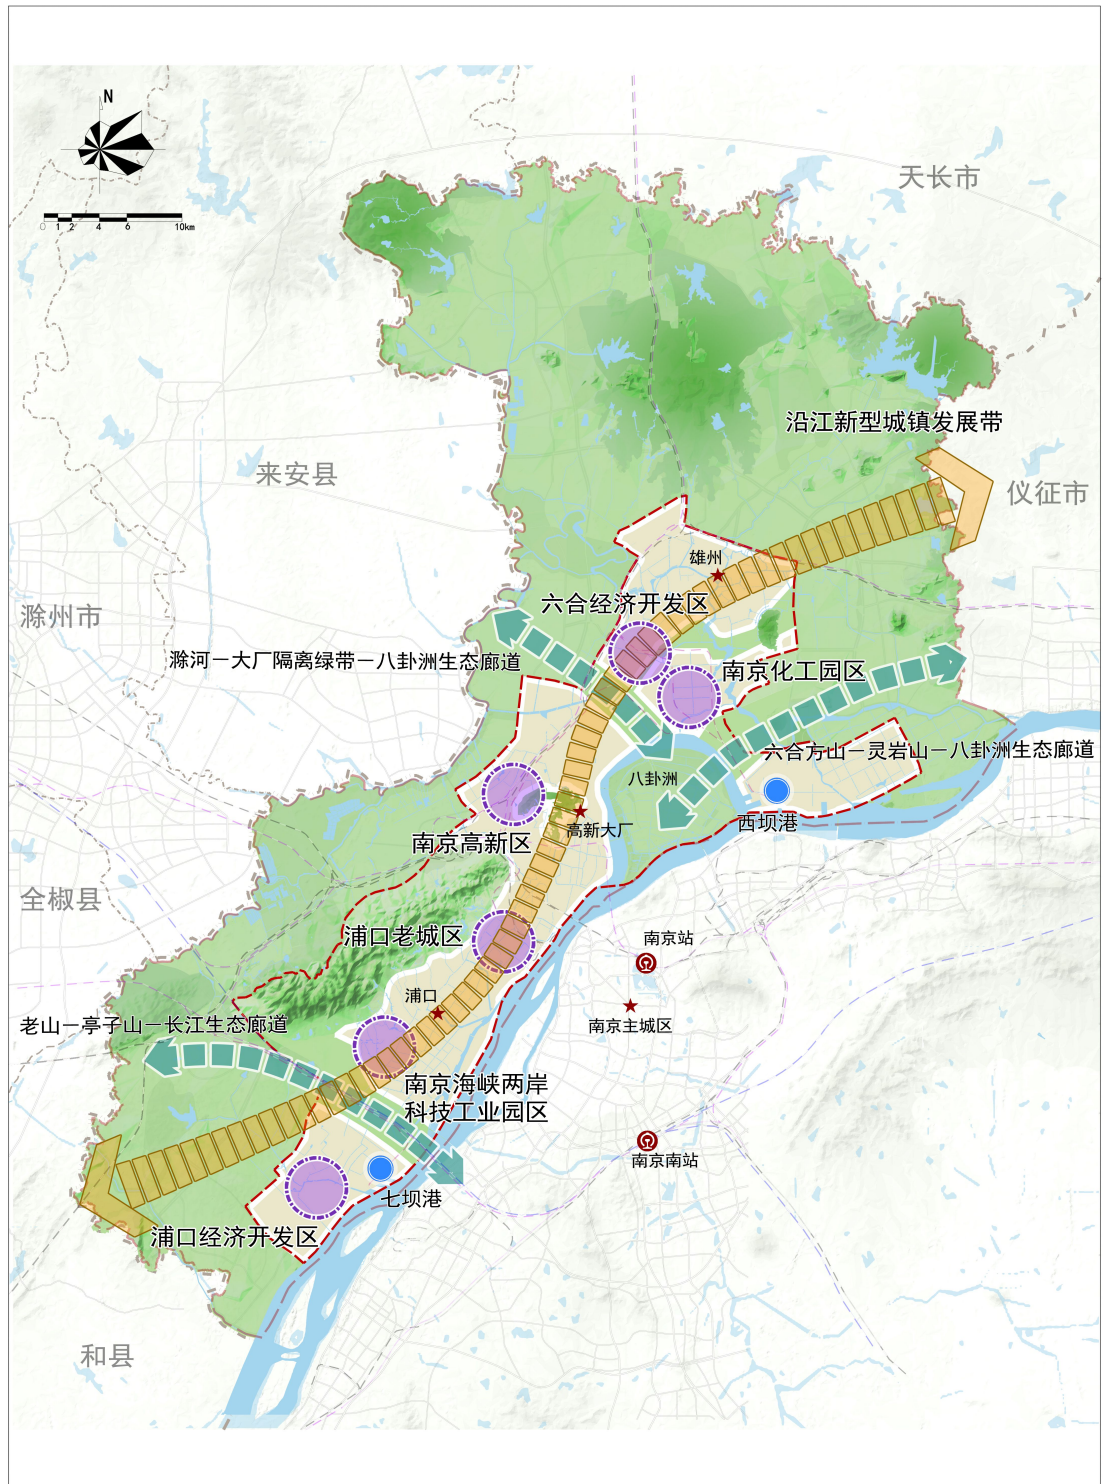 N
0 1 2 4 6 10km
天长市
沿江新型城镇发展带
来安县
仪征市
雄州
六合经济开发区
滁州市
滁河－大厂隔离绿带－八卦洲生态廊道
南京化工园区
六合方山－灵岩山－八卦洲生态廊道
八卦洲
西坝港
高新大厂
南京高新区
全椒县
浦口老城区
南京站
浦口
南京主城区
老山－亭子山－长江生态廊道
南京海峡两岸
科技工业园区
南京南站
七坝港
浦口经济开发区
和县